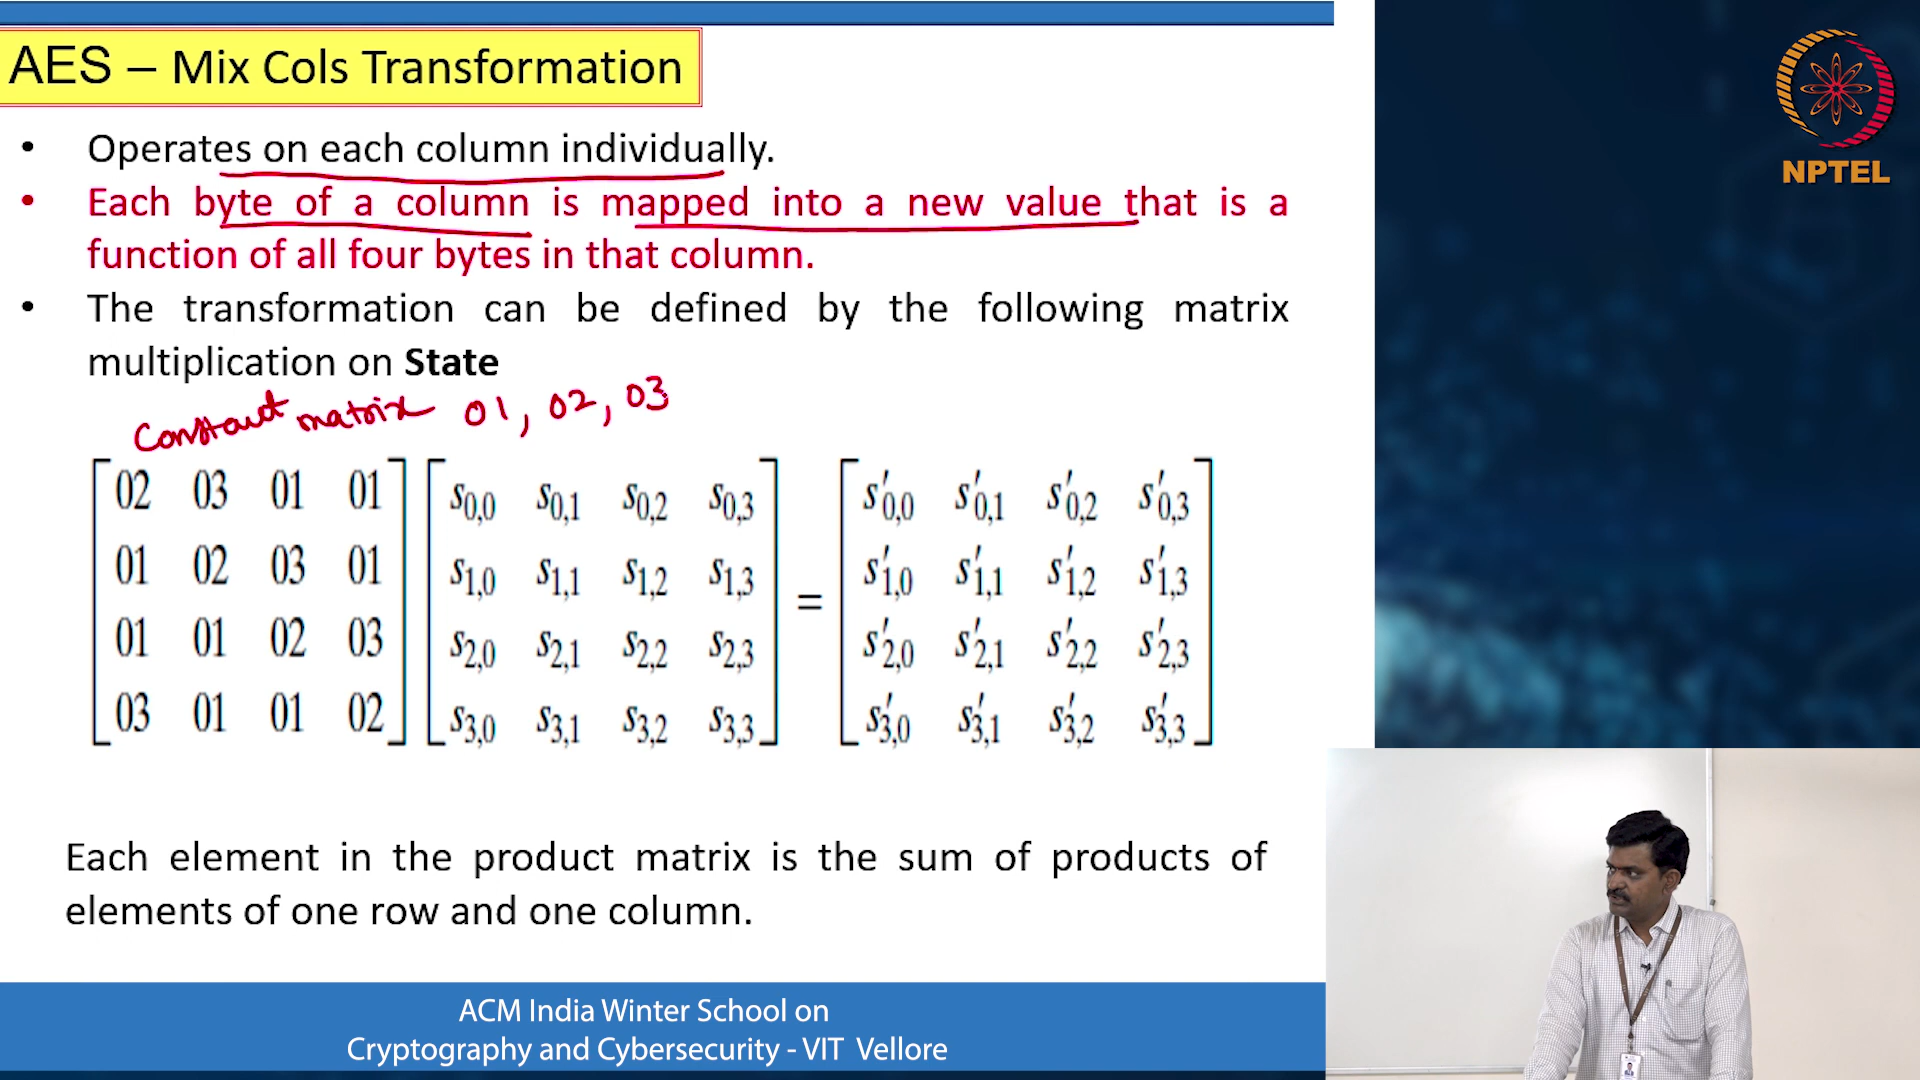 AES – Mix Cols Transformation
NPTEL
• Operates on each column individually.
• Each byte of a column is mapped into a new value that is a
function of all four bytes in that column.
• The transformation can be defined by the following matrix
multiplication on State
Constant matrix 01, 02, 03
02 03 01 01 s0,0 s0,1 s0,2 s0,3 s′0,0 s′0,1 s′0,2 s′0,3
01 02 03 01 s1,0 s1,1 s1,2 s1,3 = s′1,0 s′1,1 s′1,2 s′1,3
01 01 02 03 s2,0 s2,1 s2,2 s2,3 s′2,0 s′2,1 s′2,2 s′2,3
03 01 01 02 s3,0 s3,1 s3,2 s3,3 s′3,0 s′3,1 s′3,2 s′3,3
Each element in the product matrix is the sum of products of
elements of one row and one column.
ACM India Winter School on
Cryptography and Cybersecurity - VIT Vellore